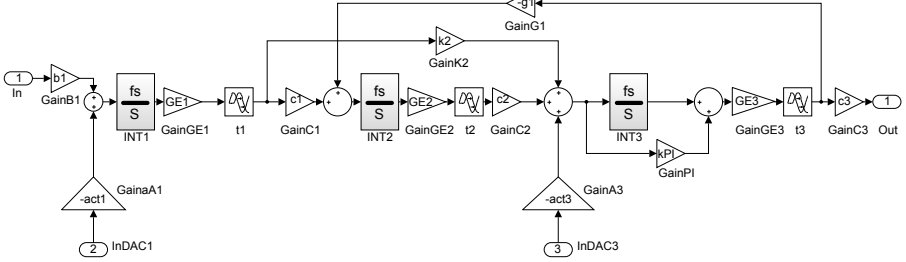 -g1
GainG1
k2
GainK2
1
In
b1
GainB1
fs
S
INT1
GE1
GainGE1
t1
c1
GainC1
fs
S
INT2
GE2
GainGE2
t2
c2
GainC2
fs
S
INT3
kPI
GainPI
GE3
GainGE3
t3
c3
GainC3
1
Out
-act1
GainaA1
2
InDAC1
-act3
GainA3
3
InDAC3